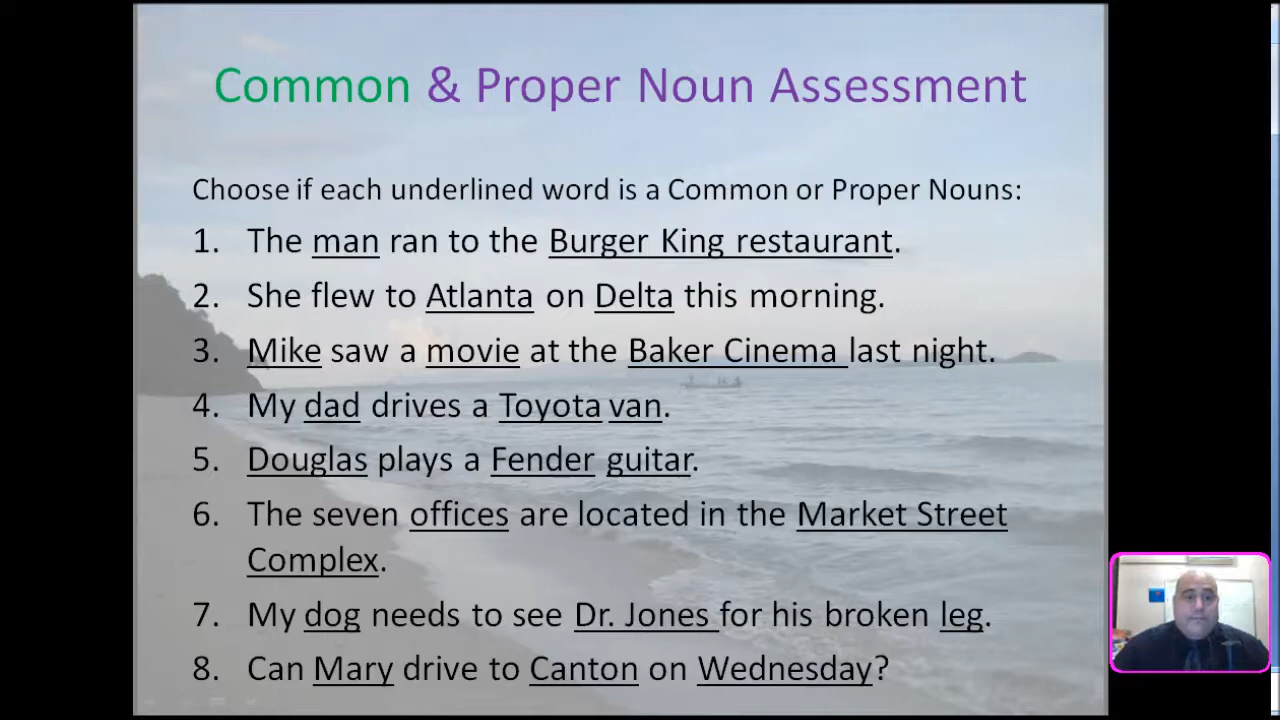 Common & Proper Noun Assessment
Choose if each underlined word is a Common or Proper Nouns:
1. The man ran to the Burger King restaurant.
2. She flew to Atlanta on Delta this morning.
3. Mike saw a movie at the Baker Cinema last night.
4. My dad drives a Toyota van.
5. Douglas plays a Fender guitar.
6. The seven offices are located in the Market Street
Complex.
7. My dog needs to see Dr. Jones for his broken leg.
8. Can Mary drive to Canton on Wednesday?